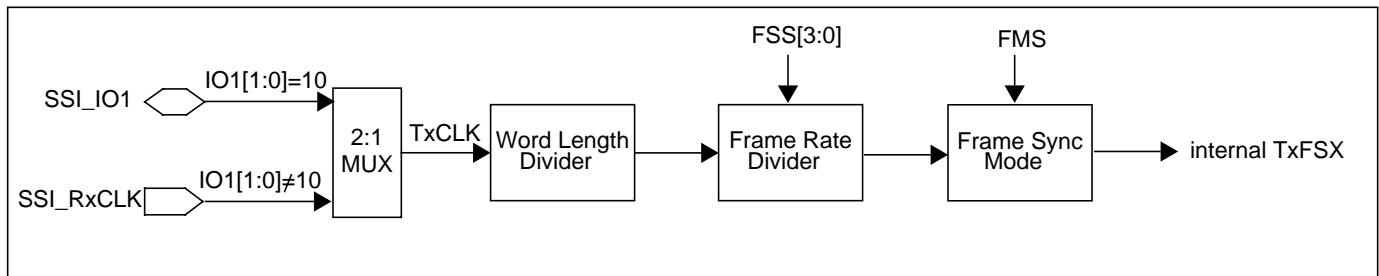 FSS[3:0]
FMS
SSI_IO1
IO1[1:0]=10
2:1
MUX
TxCLK
Word Length
Divider
Frame Rate
Divider
Frame Sync
Mode
internal TxFSX
SSI_RxCLK
IO1[1:0]≠10